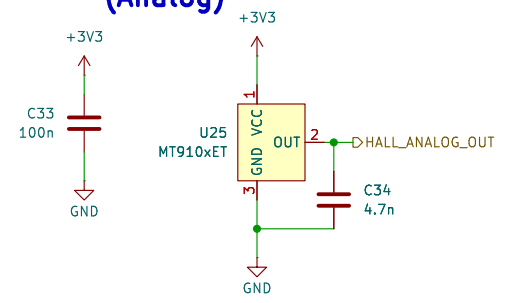 (Analog)
+3V3
+3V3
C33
100n
GND
1
VCC
U25
MT910xET
OUT
2
HALL_ANALOG_OUT
GND
3
C34
4.7n
GND